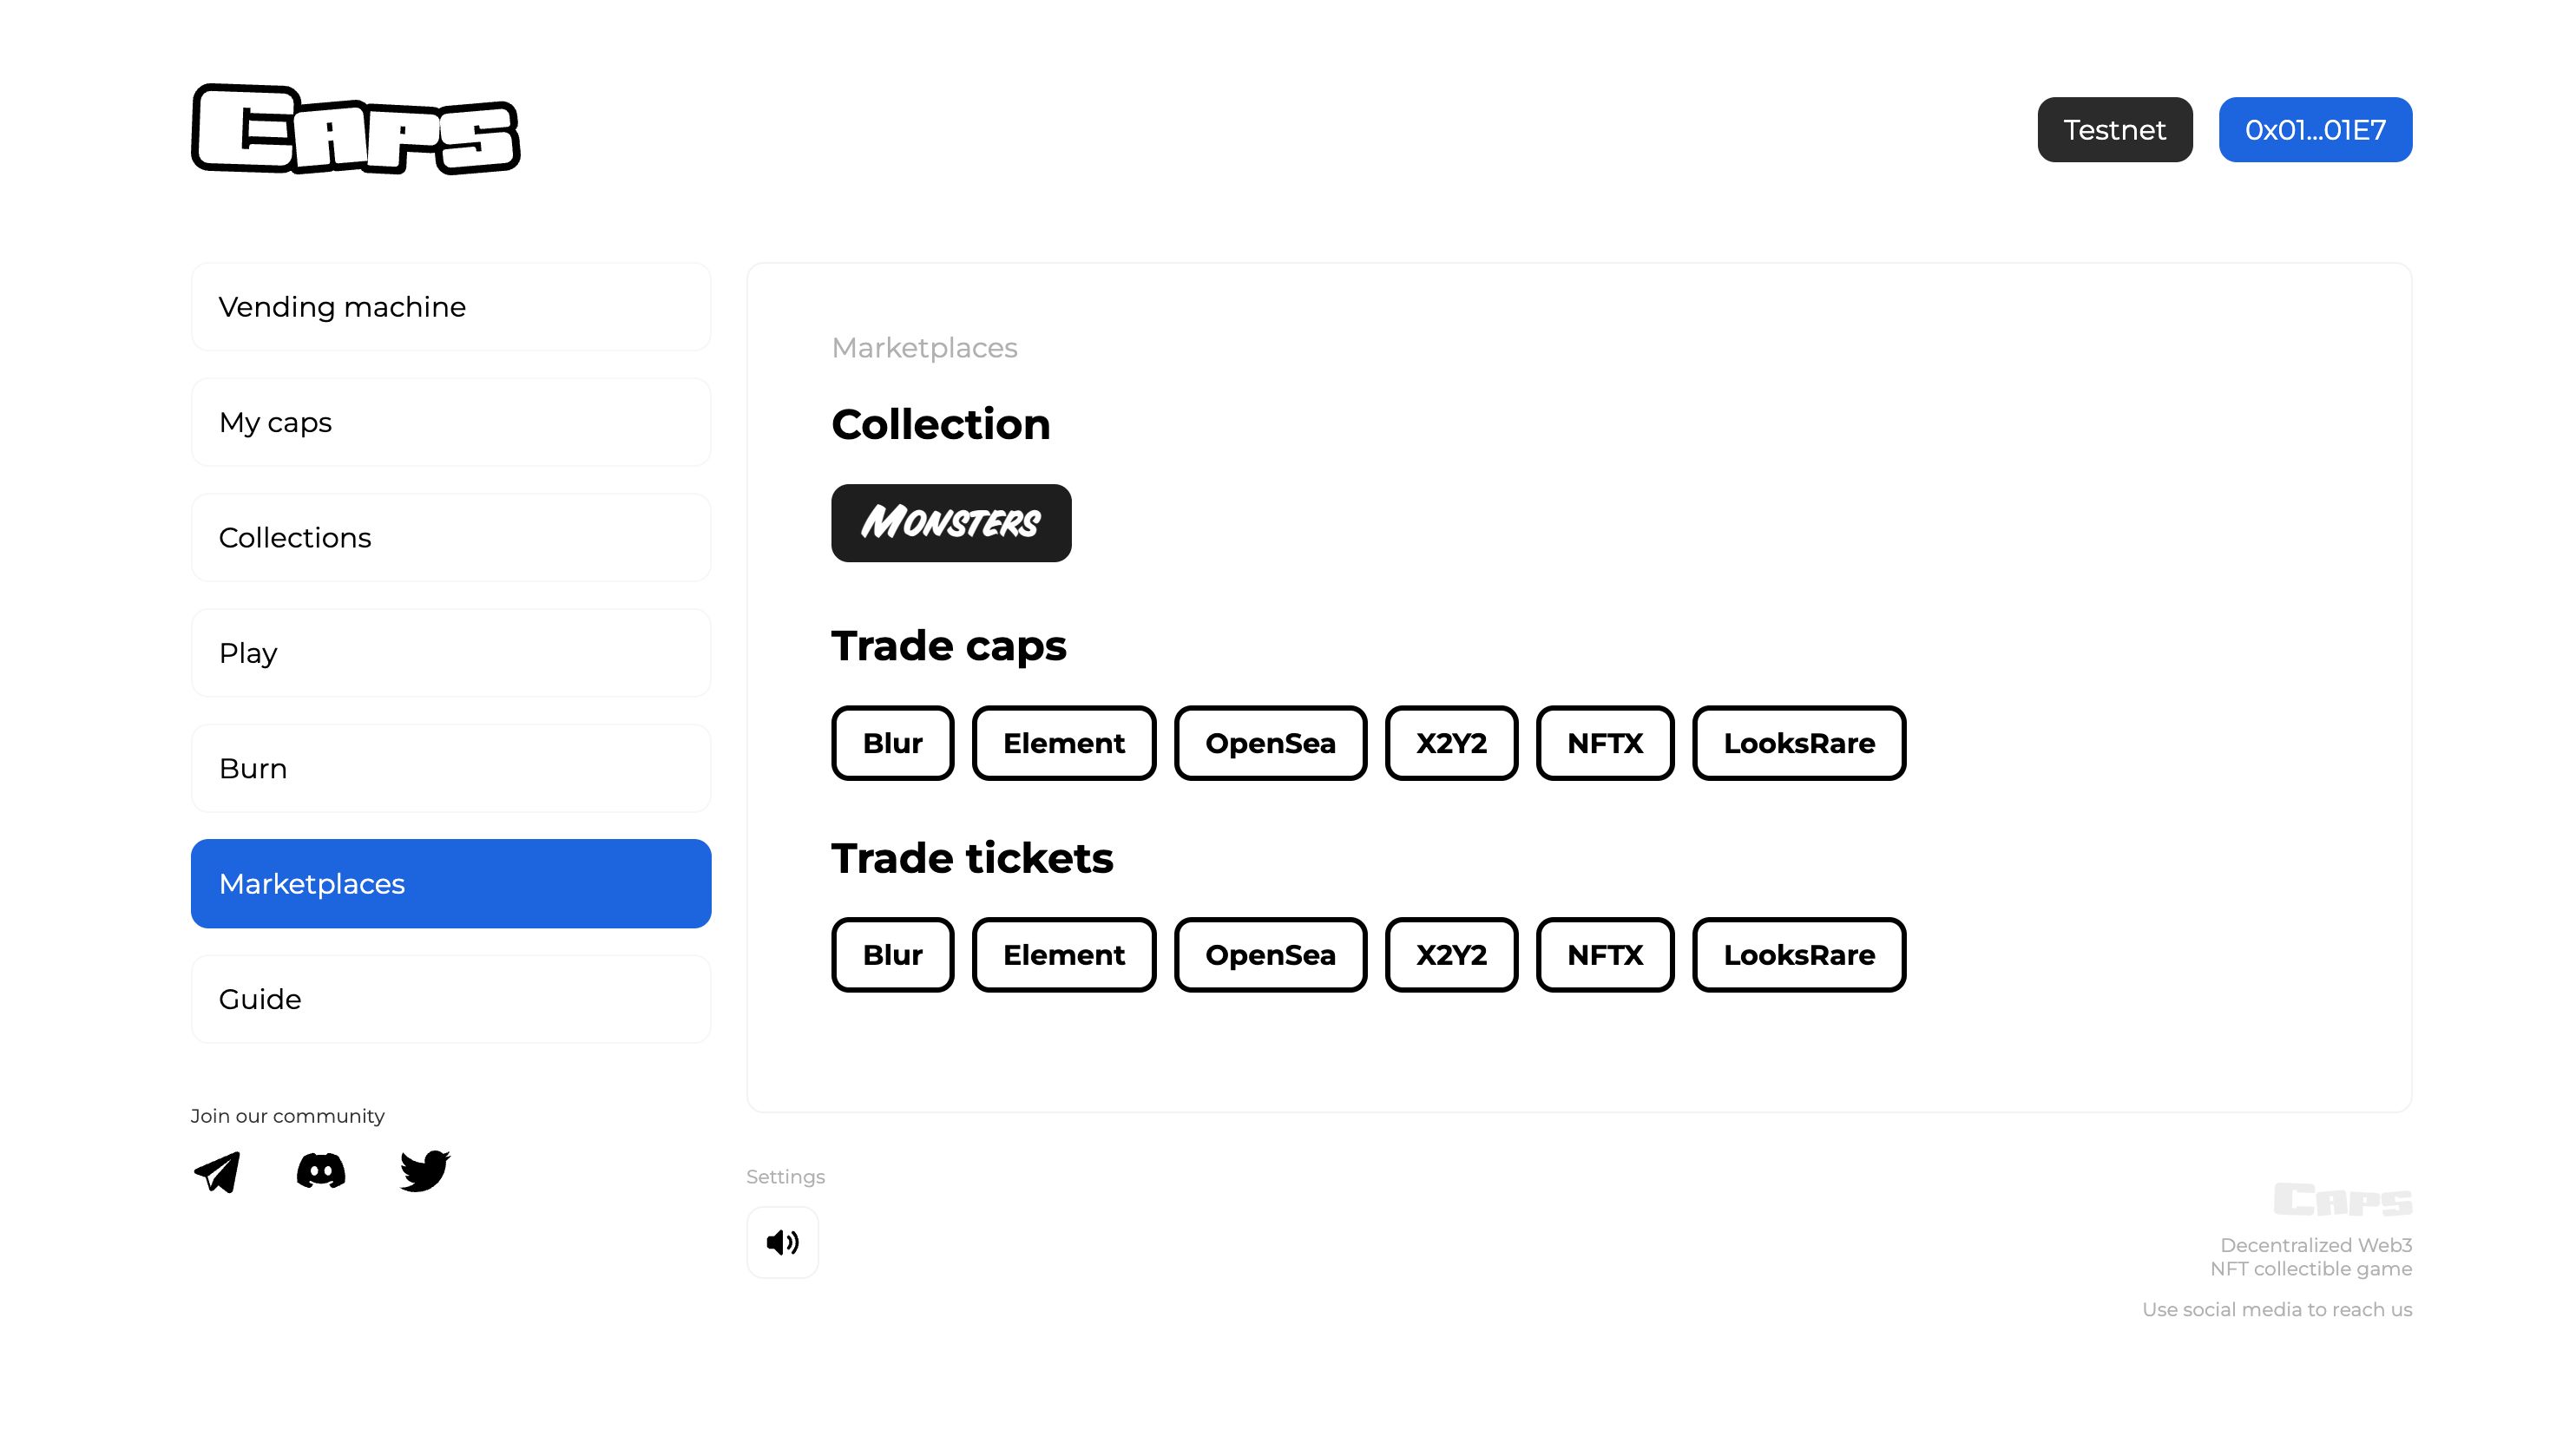 CAPS
Testnet
0x01...01E7
Vending machine
My caps
Collections
Play
Burn
Marketplaces
Guide
Join our community
Marketplaces
Collection
MONSTERS
Trade caps
Blur
Element
OpenSea
X2Y2
NFTX
LooksRare
Trade tickets
Blur
Element
OpenSea
X2Y2
NFTX
LooksRare
Settings
CAPS
Decentralized Web3
NFT collectible game
Use social media to reach us